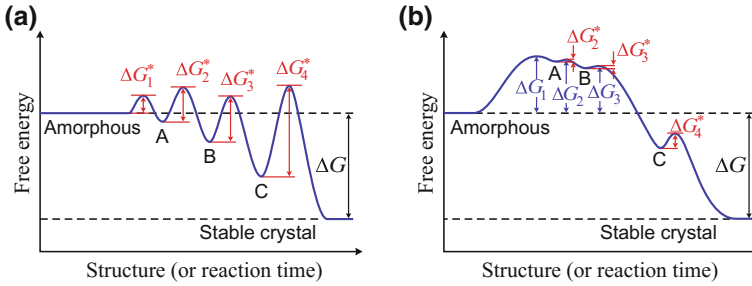 (a)
Free energy
ΔG₁*
ΔG₂*
ΔG₃*
ΔG₄*
Amorphous
A
B
C
ΔG
Stable crystal
Structure (or reaction time)
(b)
Free energy
ΔG₂*
ΔG₃*
A
B
ΔG₁
ΔG₂
ΔG₃
Amorphous
ΔG₄*
C
ΔG
Stable crystal
Structure (or reaction time)